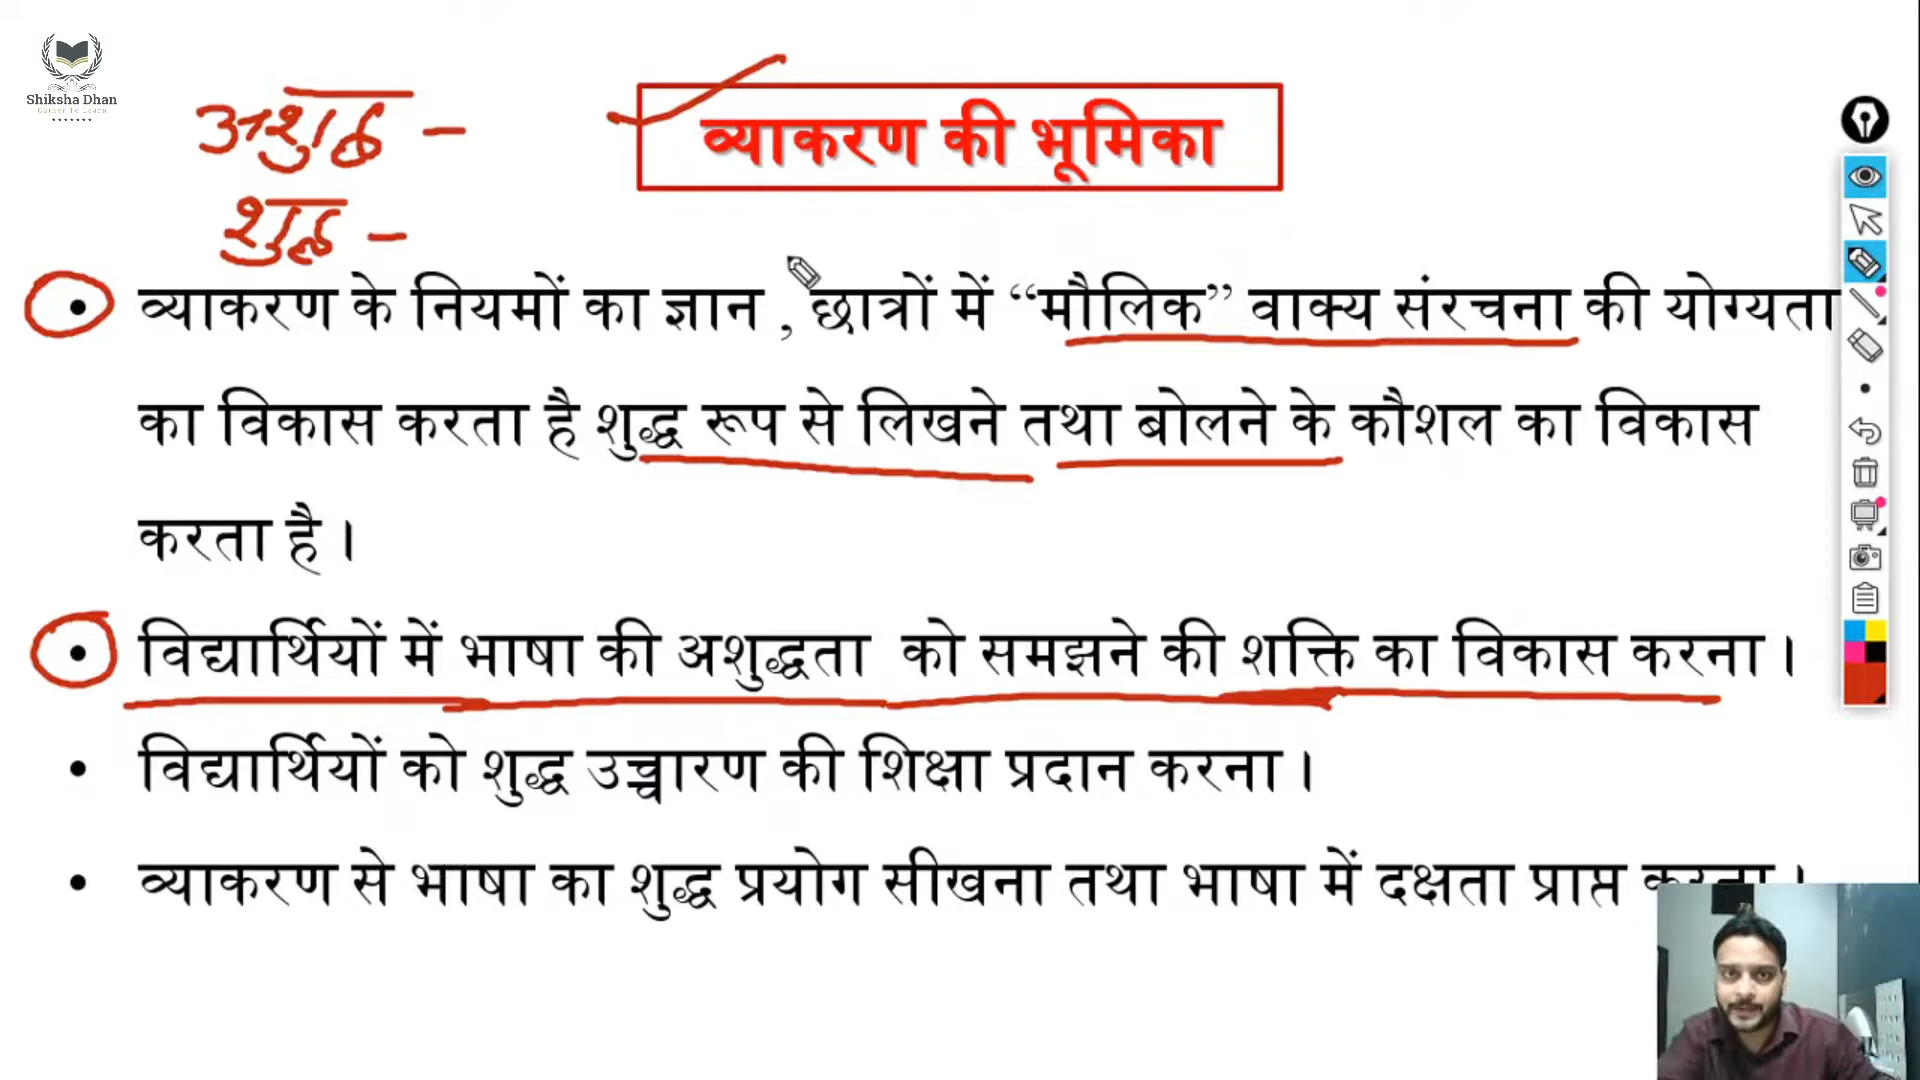 Shiksha Dhan
अशुद्ध –
शुद्ध –
व्याकरण की भूमिका
• व्याकरण के नियमों का ज्ञान , छात्रों में “मौलिक” वाक्य संरचना की योग्यता
का विकास करता है शुद्ध रूप से लिखने तथा बोलने के कौशल का विकास
करता है ।
• विद्यार्थियों में भाषा की अशुद्धता को समझने की शक्ति का विकास करना ।
• विद्यार्थियों को शुद्ध उच्चारण की शिक्षा प्रदान करना ।
• व्याकरण से भाषा का शुद्ध प्रयोग सीखना तथा भाषा में दक्षता प्राप्त करना ।